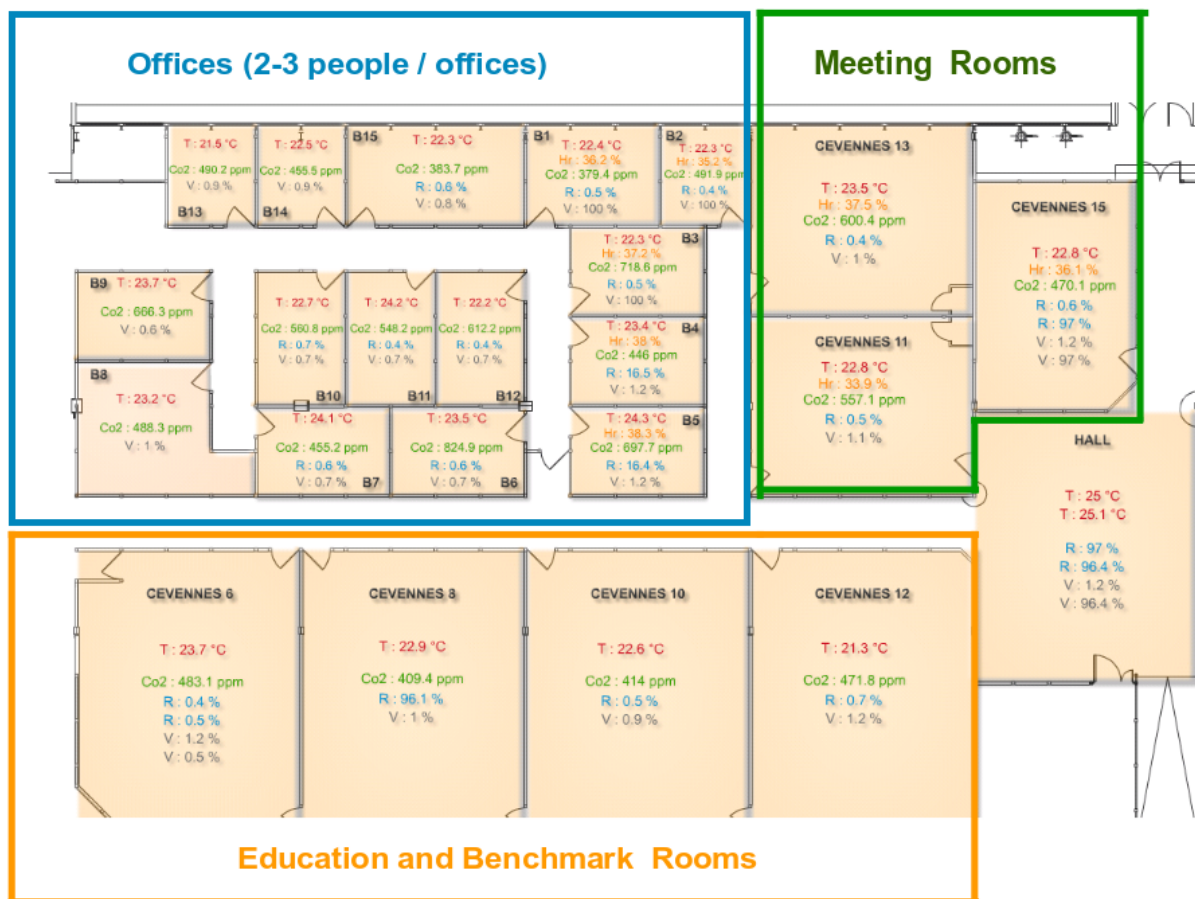 Offices (2-3 people / offices)
Meeting Rooms
T : 21.5 °C
Co2 : 490.2 ppm
V : 0.9 %
B13
T : 22.5 °C
Co2 : 455.5 ppm
V : 0.9 %
B14
B15
T : 22.3 °C
Co2 : 383.7 ppm
R : 0.6 %
V : 0.8 %
B1
T : 22.4 °C
Hr : 36.2 %
Co2 : 379.4 ppm
R : 0.5 %
V : 100 %
B2
T : 22.3 °C
Hr : 35.2 %
Co2 : 491.9 ppm
R : 0.4 %
V : 100 %
T : 22.3 °C
B3
Hr : 37.2 %
Co2 : 718.6 ppm
R : 0.5 %
V : 100 %
B9
T : 23.7 °C
Co2 : 666.3 ppm
V : 0.6 %
T : 22.7 °C
Co2 : 560.8 ppm
R : 0.7 %
V : 0.7 %
B10
T : 24.2 °C
Co2 : 548.2 ppm
R : 0.4 %
V : 0.7 %
B11
T : 22.2 °C
Co2 : 612.2 ppm
R : 0.4 %
V : 0.7 %
B12
T : 23.4 °C
B4
Hr : 38 %
Co2 : 446 ppm
R : 16.5 %
V : 1.2 %
B8
T : 23.2 °C
Co2 : 488.3 ppm
V : 1 %
T : 24.1 °C
Co2 : 455.2 ppm
R : 0.6 %
V : 0.7 %
B7
T : 23.5 °C
Co2 : 824.9 ppm
R : 0.6 %
V : 0.7 %
B6
T : 24.3 °C
B5
Hr : 38.3 %
Co2 : 697.7 ppm
R : 16.4 %
V : 1.2 %
CEVENNES 13
T : 23.5 °C
Hr : 37.5 %
Co2 : 600.4 ppm
R : 0.4 %
V : 1 %
CEVENNES 15
T : 22.8 °C
Hr : 36.1 %
Co2 : 470.1 ppm
R : 0.6 %
R : 97 %
V : 1.2 %
V : 97 %
CEVENNES 11
T : 22.8 °C
Hr : 33.9 %
Co2 : 557.1 ppm
R : 0.5 %
V : 1.1 %
HALL
T : 25 °C
T : 25.1 °C
R : 97 %
R : 96.4 %
V : 1.2 %
V : 96.4 %
CEVENNES 6
T : 23.7 °C
Co2 : 483.1 ppm
R : 0.4 %
R : 0.5 %
V : 1.2 %
V : 0.5 %
CEVENNES 8
T : 22.9 °C
Co2 : 409.4 ppm
R : 96.1 %
V : 1 %
CEVENNES 10
T : 22.6 °C
Co2 : 414 ppm
R : 0.5 %
V : 0.9 %
CEVENNES 12
T : 21.3 °C
Co2 : 471.8 ppm
R : 0.7 %
V : 1.2 %
Education and Benchmark Rooms